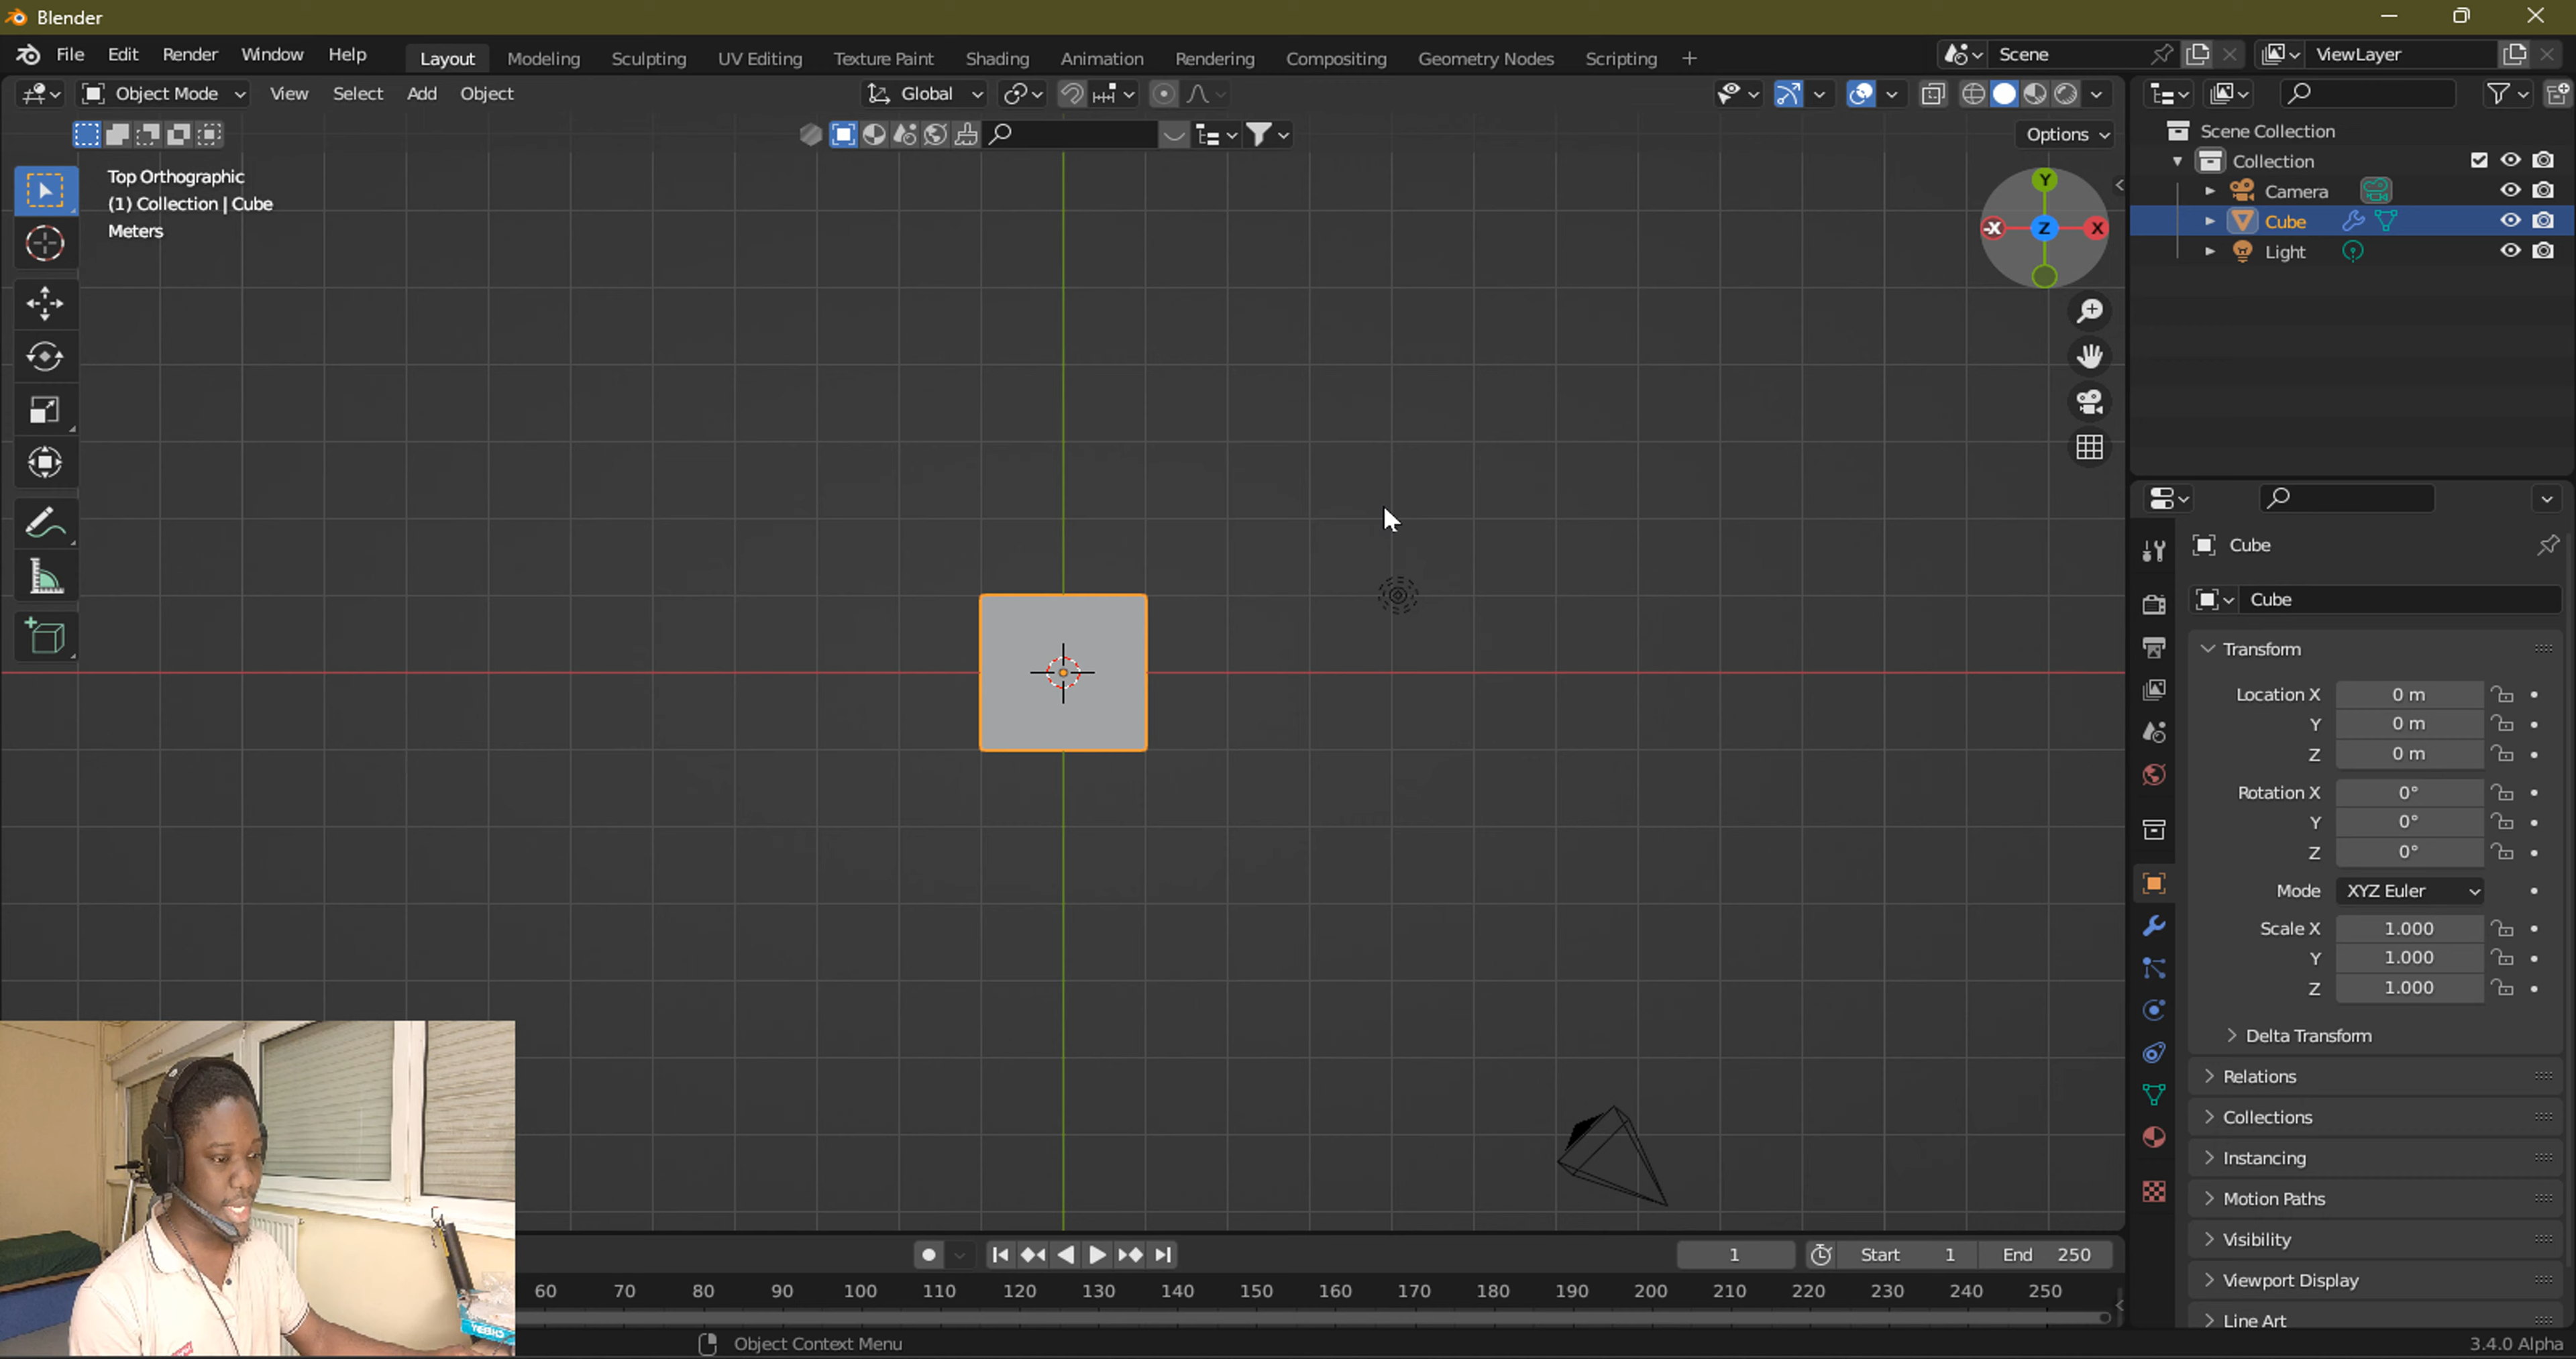 Blender
File Edit Render Window Help Layout Modeling Sculpting UV Editing Texture Paint Shading Animation Rendering Compositing Geometry Nodes Scripting + Scene ViewLayer
Object Mode View Select Add Object Global
Options
Top Orthographic
(1) Collection | Cube
Meters
Y
-X Z X
Scene Collection
Collection
Camera
Cube
Light
Cube
Cube
Transform
Location X 0 m
Y 0 m
Z 0 m
Rotation X 0°
Y 0°
Z 0°
Mode XYZ Euler
Scale X 1.000
Y 1.000
Z 1.000
Delta Transform
Relations
Collections
Instancing
Motion Paths
Visibility
Viewport Display
Line Art
1 Start 1 End 250
60 70 80 90 100 110 120 130 140 150 160 170 180 190 200 210 220 230 240 250
Object Context Menu
3.4.0 Alpha